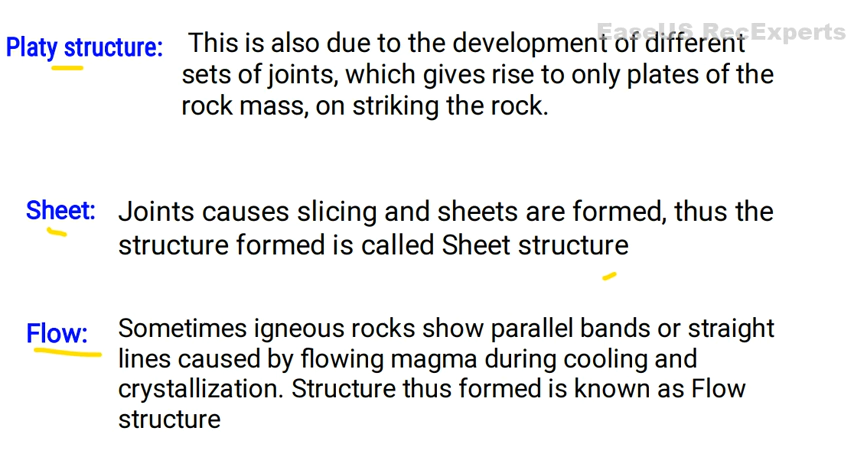 EaseUS RecExperts
Platy structure: This is also due to the development of different
sets of joints, which gives rise to only plates of the
rock mass, on striking the rock.
Sheet: Joints causes slicing and sheets are formed, thus the
structure formed is called Sheet structure
Flow: Sometimes igneous rocks show parallel bands or straight
lines caused by flowing magma during cooling and
crystallization. Structure thus formed is known as Flow
structure